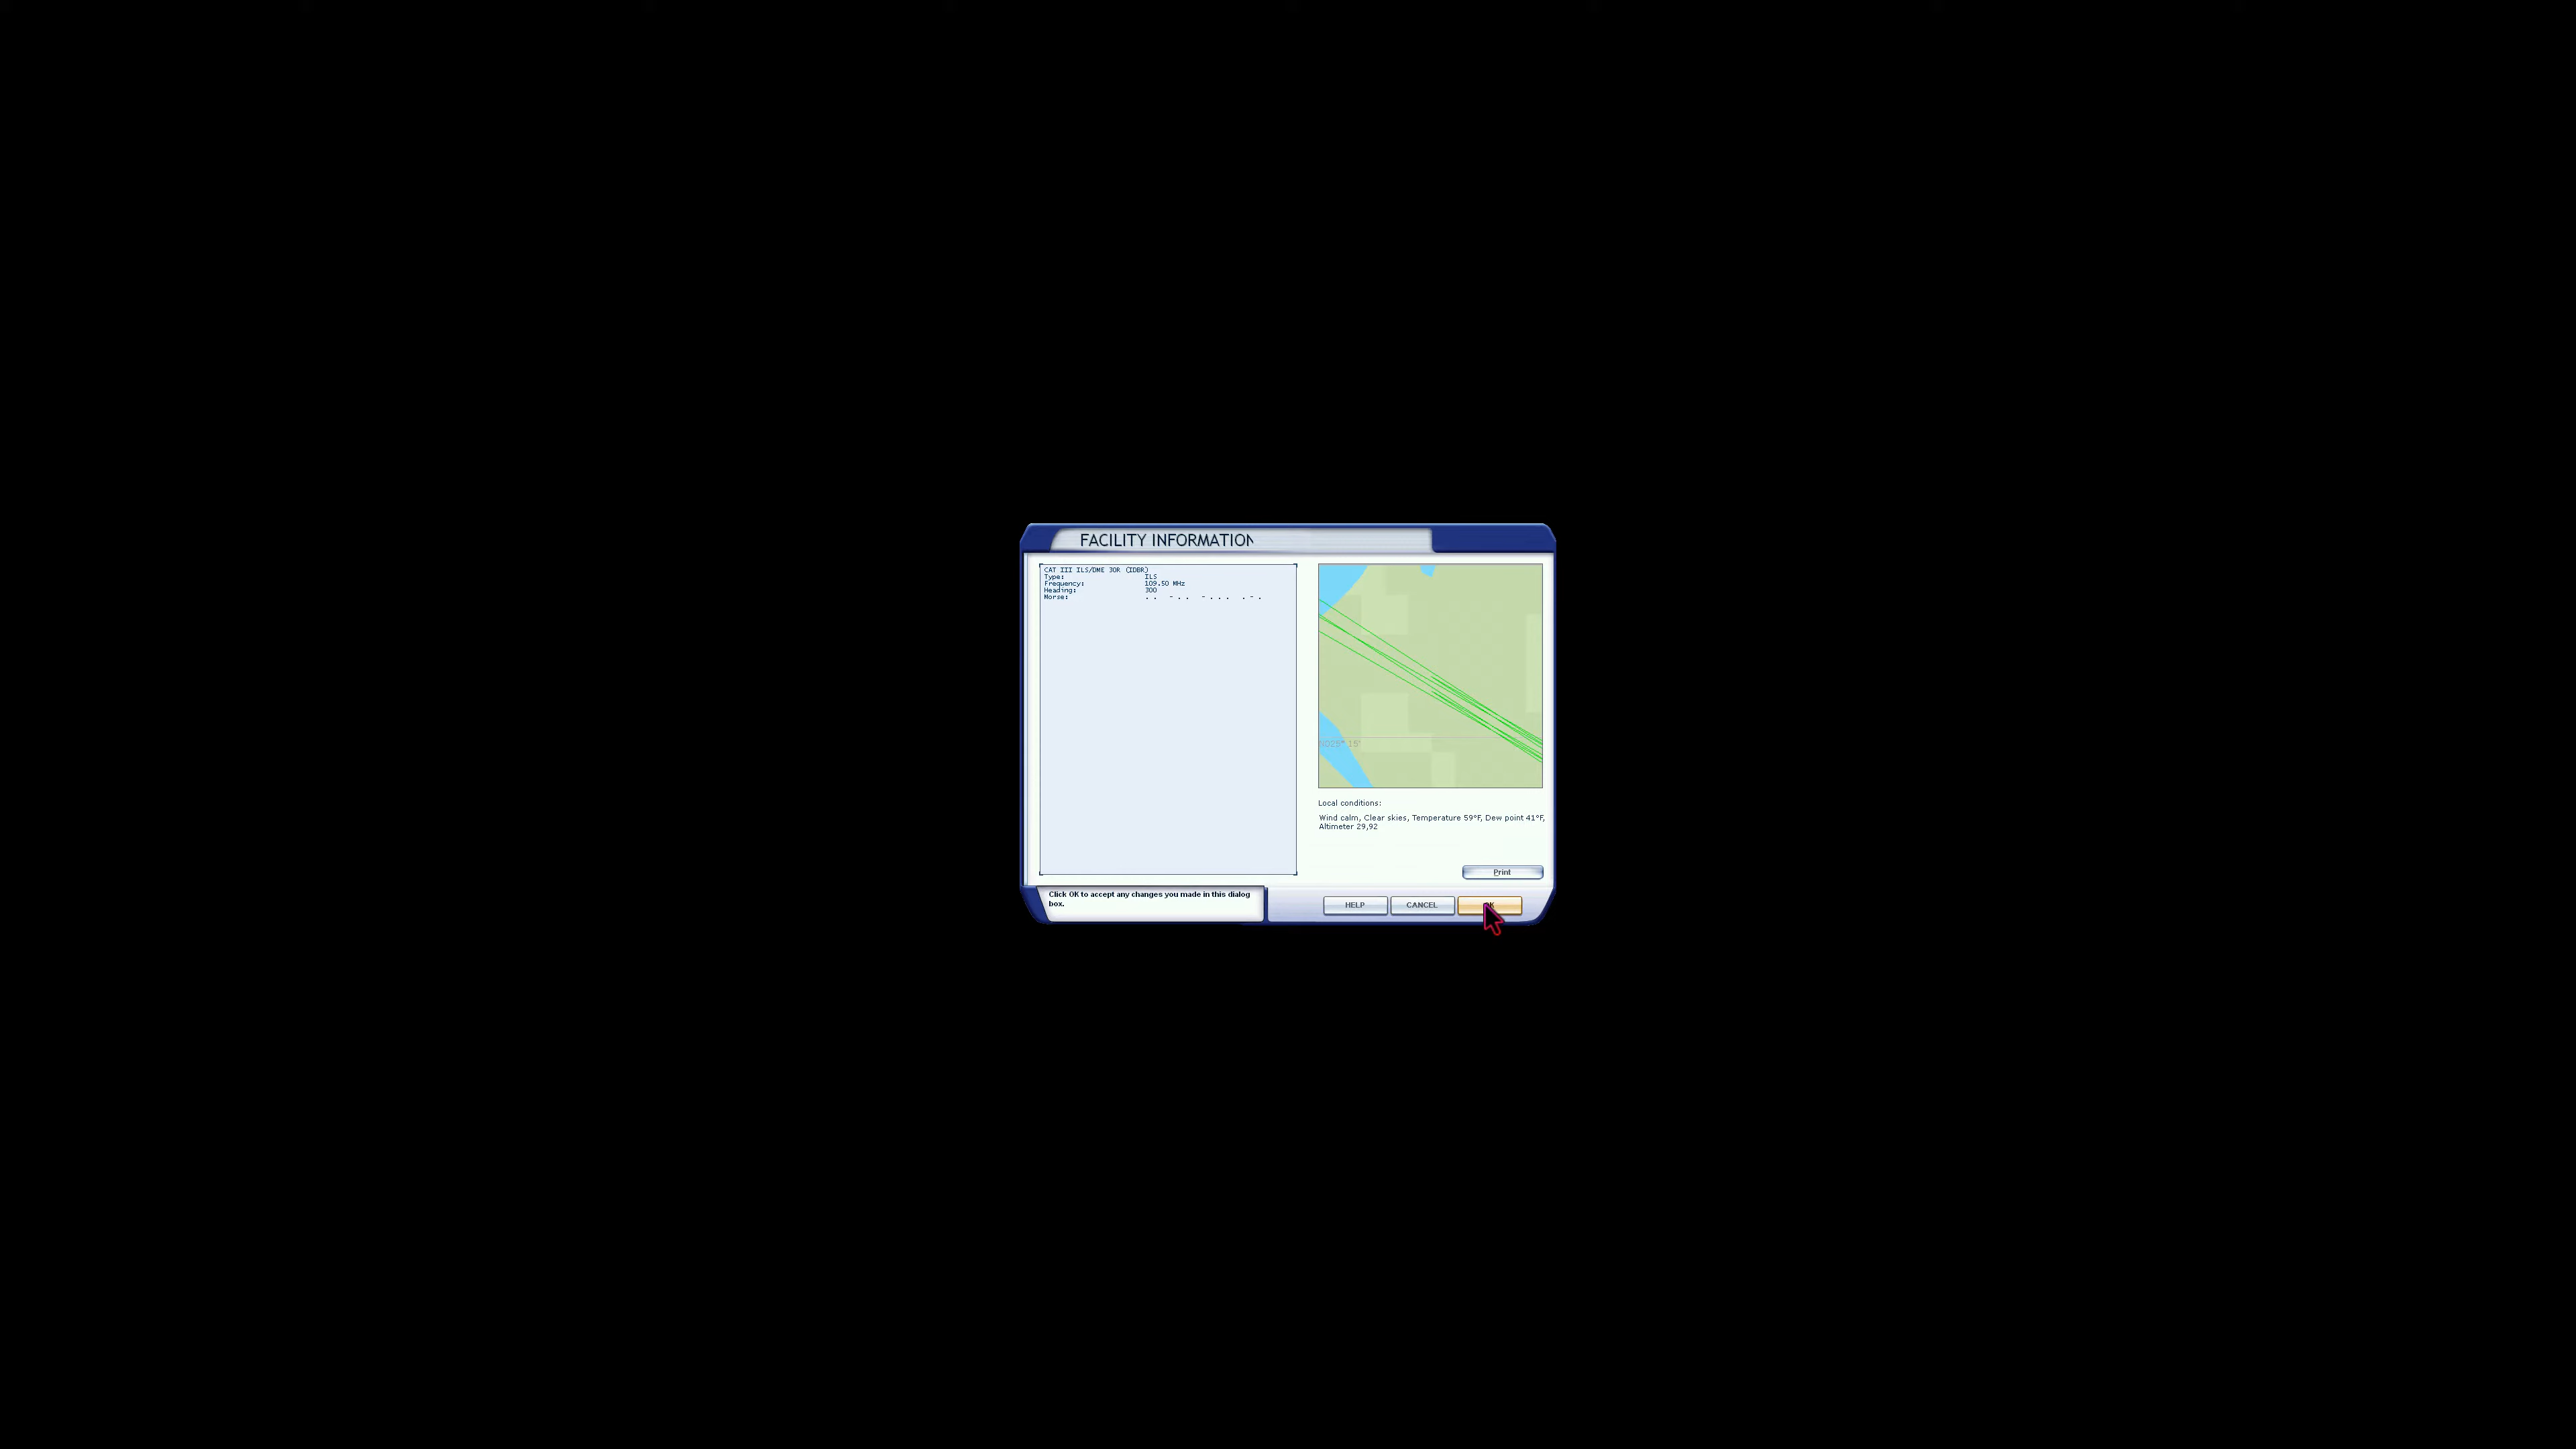 FACILITY INFORMATION
CAT III ILS/DME 30R (IDBR)
Type: ILS
Frequency: 109.50 MHz
Heading: 300
Morse: . .  - . .  - . . .  . - .
15'
Local conditions:
Wind calm, Clear skies, Temperature 59°F, Dew point 41°F,
Altimeter 29,92
Print
Click OK to accept any changes you made in this dialog
box.
HELP
CANCEL